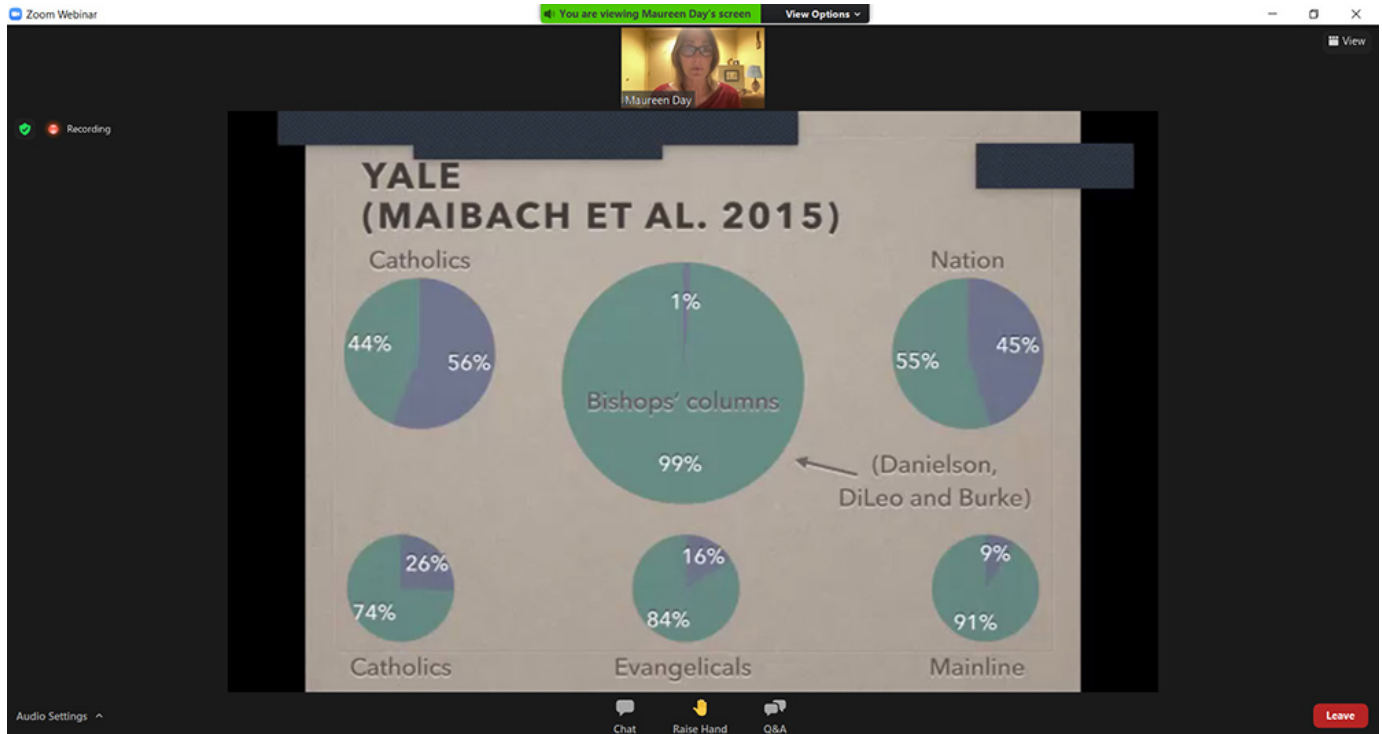 Zoom Webinar
You are viewing Maureen Day's screen
View Options
View
Maureen Day
Recording
YALE
(MAIBACH ET AL. 2015)
Catholics
44%
56%
1%
Bishops' columns
99%
Nation
55%
45%
(Danielson,
DiLeo and Burke)
26%
74%
Catholics
16%
84%
Evangelicals
9%
91%
Mainline
Audio Settings
Chat
Raise Hand
Q&A
Leave